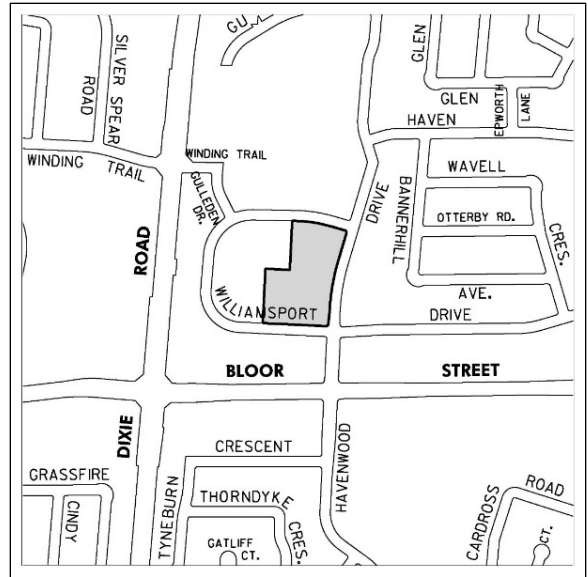 GUM
SILVER SPEAR
ROAD
GLEN
GLEN
HAVEN
EPWORTH
LANE
WINDING TRAIL
WINDING TRAIL
GULLEDEN
DR.
DRIVE
BANNERHILL
WAVELL
OTTERBY RD.
CRES.
AVE.
ROAD
WILLIAMSPORT
DRIVE
BLOOR
STREET
DIXIE
CRESCENT
HAVENWOOD
GRASSFIRE
CINDY
TYNEBURN
THORNDYKE
CRES.
GATLIFF
CT.
CARDROSS
ROAD
CT.